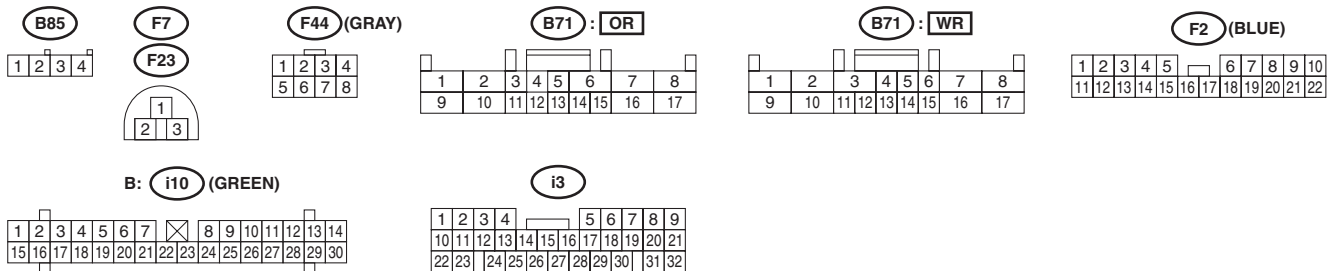 B85 F7 F44 (GRAY) B71 : OR B71 : WR F2 (BLUE)
F23
1 2 3 4
1 2 3
1 2 3 4
5 6 7 8
1 2 3 4 5 6 7 8
9 10 11 12 13 14 15 16 17
1 2 3 4 5 6 7 8
9 10 11 12 13 14 15 16 17
1 2 3 4 5 6 7 8 9 10
11 12 13 14 15 16 17 18 19 20 21 22
B: i10 (GREEN)
1 2 3 4 5 6 7 8 9 10 11 12 13 14
15 16 17 18 19 20 21 22 23 24 25 26 27 28 29 30
i3
1 2 3 4 5 6 7 8 9
10 11 12 13 14 15 16 17 18 19 20 21
22 23 24 25 26 27 28 29 30 31 32